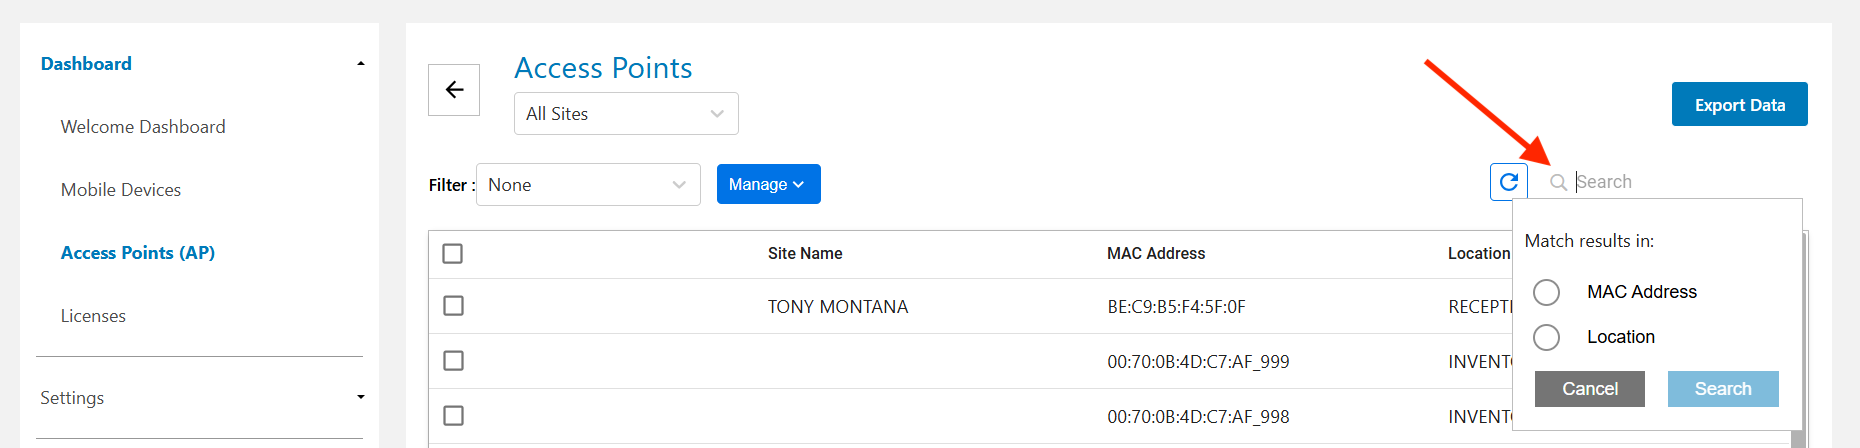 Dashboard
Welcome Dashboard
Mobile Devices
Access Points (AP)
Licenses
Settings
Access Points
All Sites
Export Data
Filter : None
Manage
Search
Match results in:
MAC Address
Location
Cancel Search
Site Name MAC Address Location
TONY MONTANA BE:C9:B5:F4:5F:0F RECEPTI
00:70:0B:4D:C7:AF_999 INVENTO
00:70:0B:4D:C7:AF_998 INVENTO